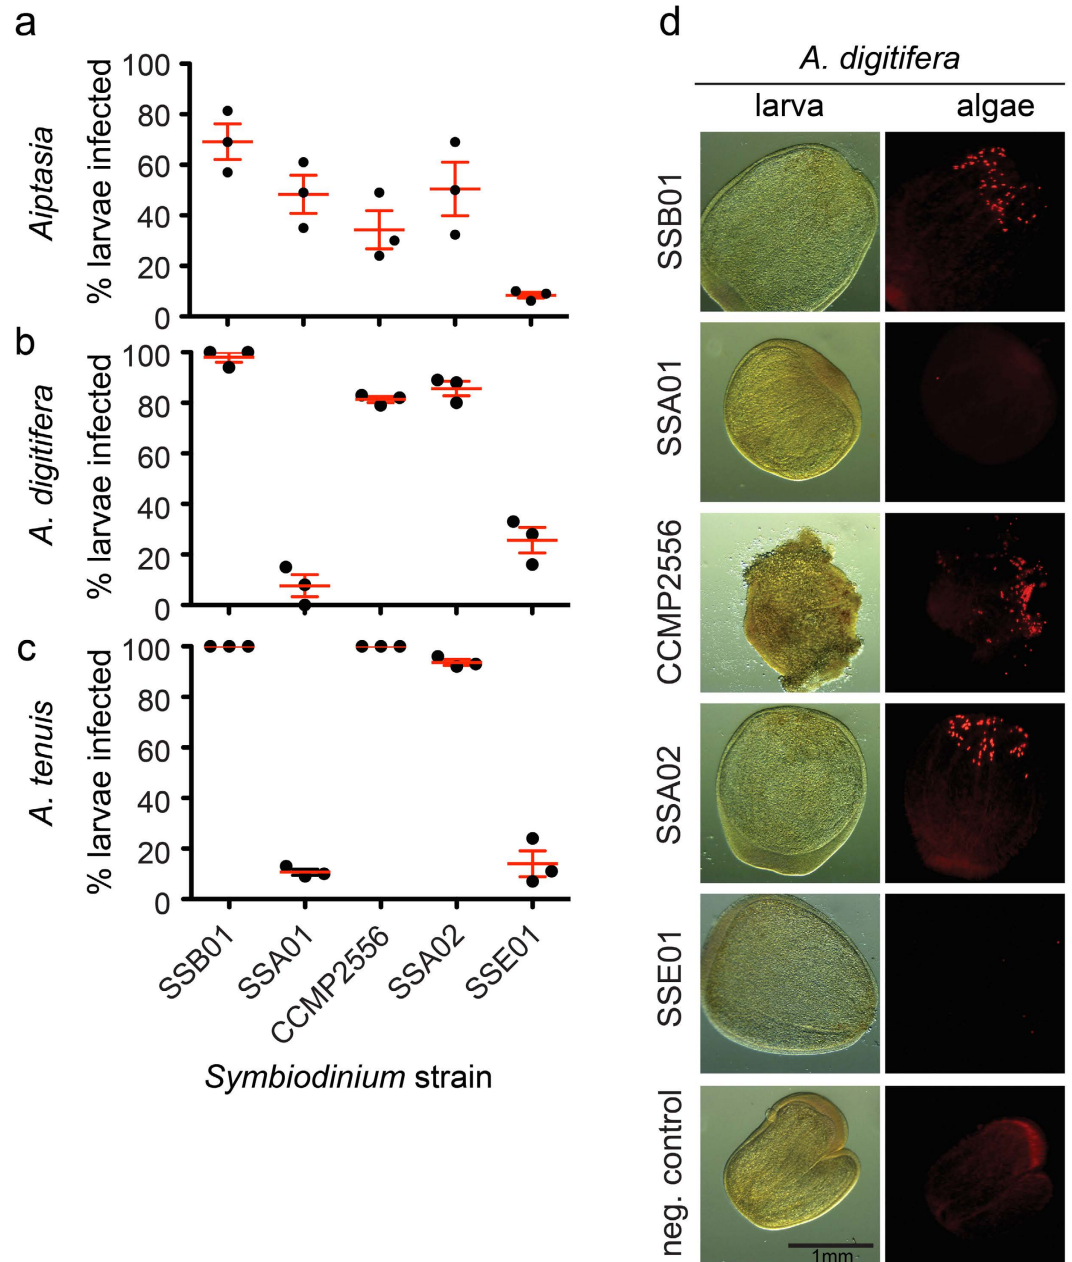 a
Aiptasia
% larvae infected
100
80
60
40
20
0
b
A. digitifera
% larvae infected
100
80
60
40
20
0
c
A. tenuis
% larvae infected
100
80
60
40
20
0
SSB01
SSA01
CCMP2556
SSA02
SSE01
Symbiodinium strain
d
A. digitifera
larva algae
SSB01
SSA01
CCMP2556
SSA02
SSE01
neg. control
1mm